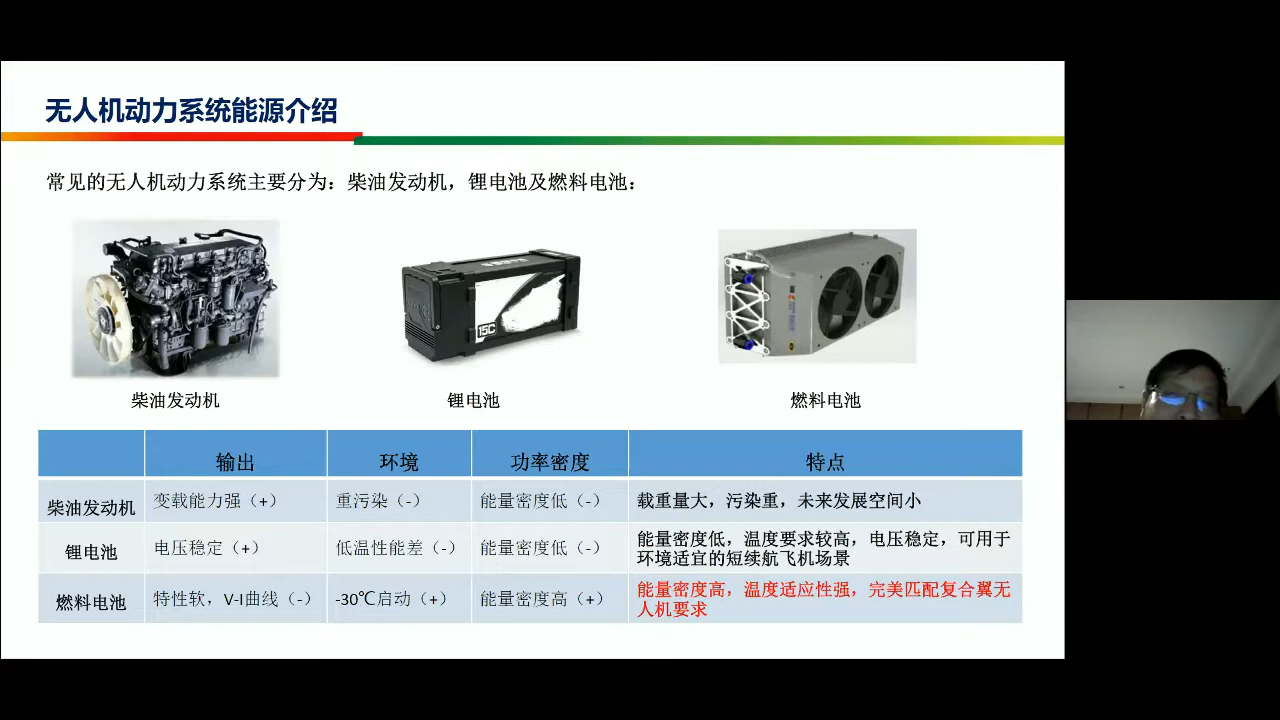 无人机动力系统能源介绍
常见的无人机动力系统主要分为：柴油发动机，锂电池及燃料电池：
15C
柴油发动机 锂电池 燃料电池
输出 环境 功率密度 特点
柴油发动机 变载能力强（+） 重污染（-） 能量密度低（-） 载重量大，污染重，未来发展空间小
锂电池 电压稳定（+） 低温性能差（-） 能量密度低（-） 能量密度低，温度要求较高，电压稳定，可用于
环境适宜的短续航飞机场景
燃料电池 特性软，V-I曲线（-） -30℃启动（+） 能量密度高（+） 能量密度高，温度适应性强，完美匹配复合翼无
人机要求